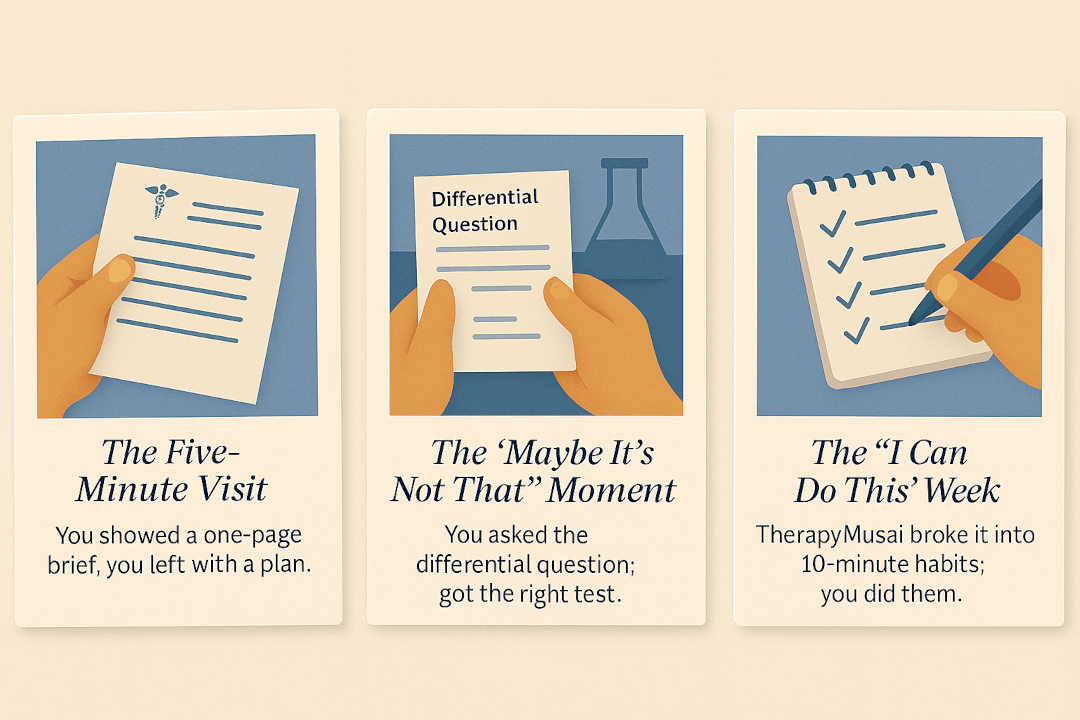 The Five-
Minute Visit
You showed a one-page
brief, you left with a plan.
Differential
Question
The ‘Maybe It’s
Not That” Moment
You asked the
differential question;
got the right test.
The “I Can
Do This’ Week
TherapyMusai broke it into
10-minute habits;
you did them.